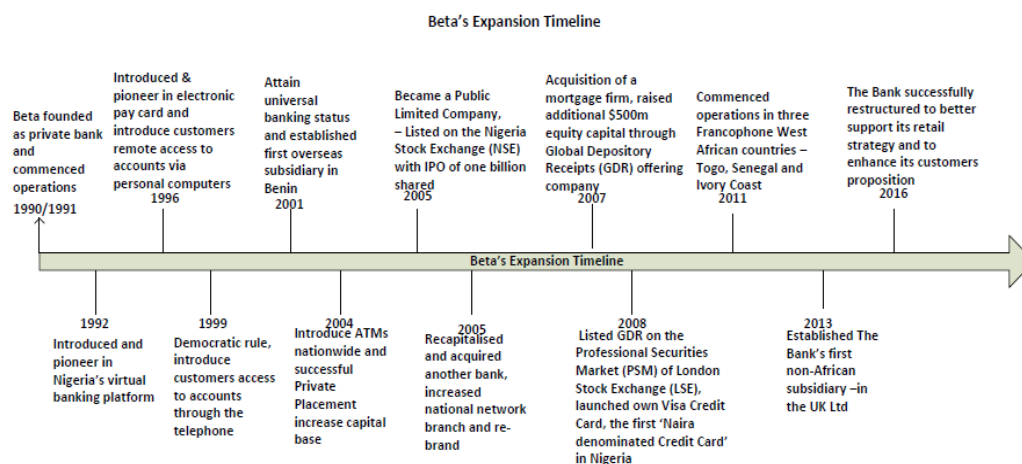 Beta's Expansion Timeline
Beta founded
as private bank
and
commenced
operations
1990/1991
Introduced &
pioneer in electronic
pay card and
introduce customers
remote access to
accounts via
personal computers
1996
Attain
universal
banking status
and established
first overseas
subsidiary in
Benin
2001
Became a Public
Limited Company,
– Listed on the Nigeria
Stock Exchange (NSE)
with IPO of one billion
shared
2005
Acquisition of a
mortgage firm, raised
additional $500m
equity capital through
Global Depository
Receipts (GDR) offering
company
2007
Commenced
operations in three
Francophone West
African countries –
Togo, Senegal and
Ivory Coast
2011
The Bank successfully
restructured to better
support its retail
strategy and to
enhance its customers
proposition
2016
Beta's Expansion Timeline
1992
Introduced and
pioneer in
Nigeria's virtual
banking platform
1999
Democratic rule,
introduce
customers access
to accounts
through the
telephone
2004
Introduce ATMs
nationwide and
successful
Private
Placement
increase capital
base
2005
Recapitalised
and acquired
another bank,
increased
national network
branch and re-
brand
2008
Listed GDR on the
Professional Securities
Market (PSM) of London
Stock Exchange (LSE),
launched own Visa Credit
Card, the first 'Naira
denominated Credit Card'
in Nigeria
2013
Established The
Bank's first
non-African
subsidiary –in
the UK Ltd